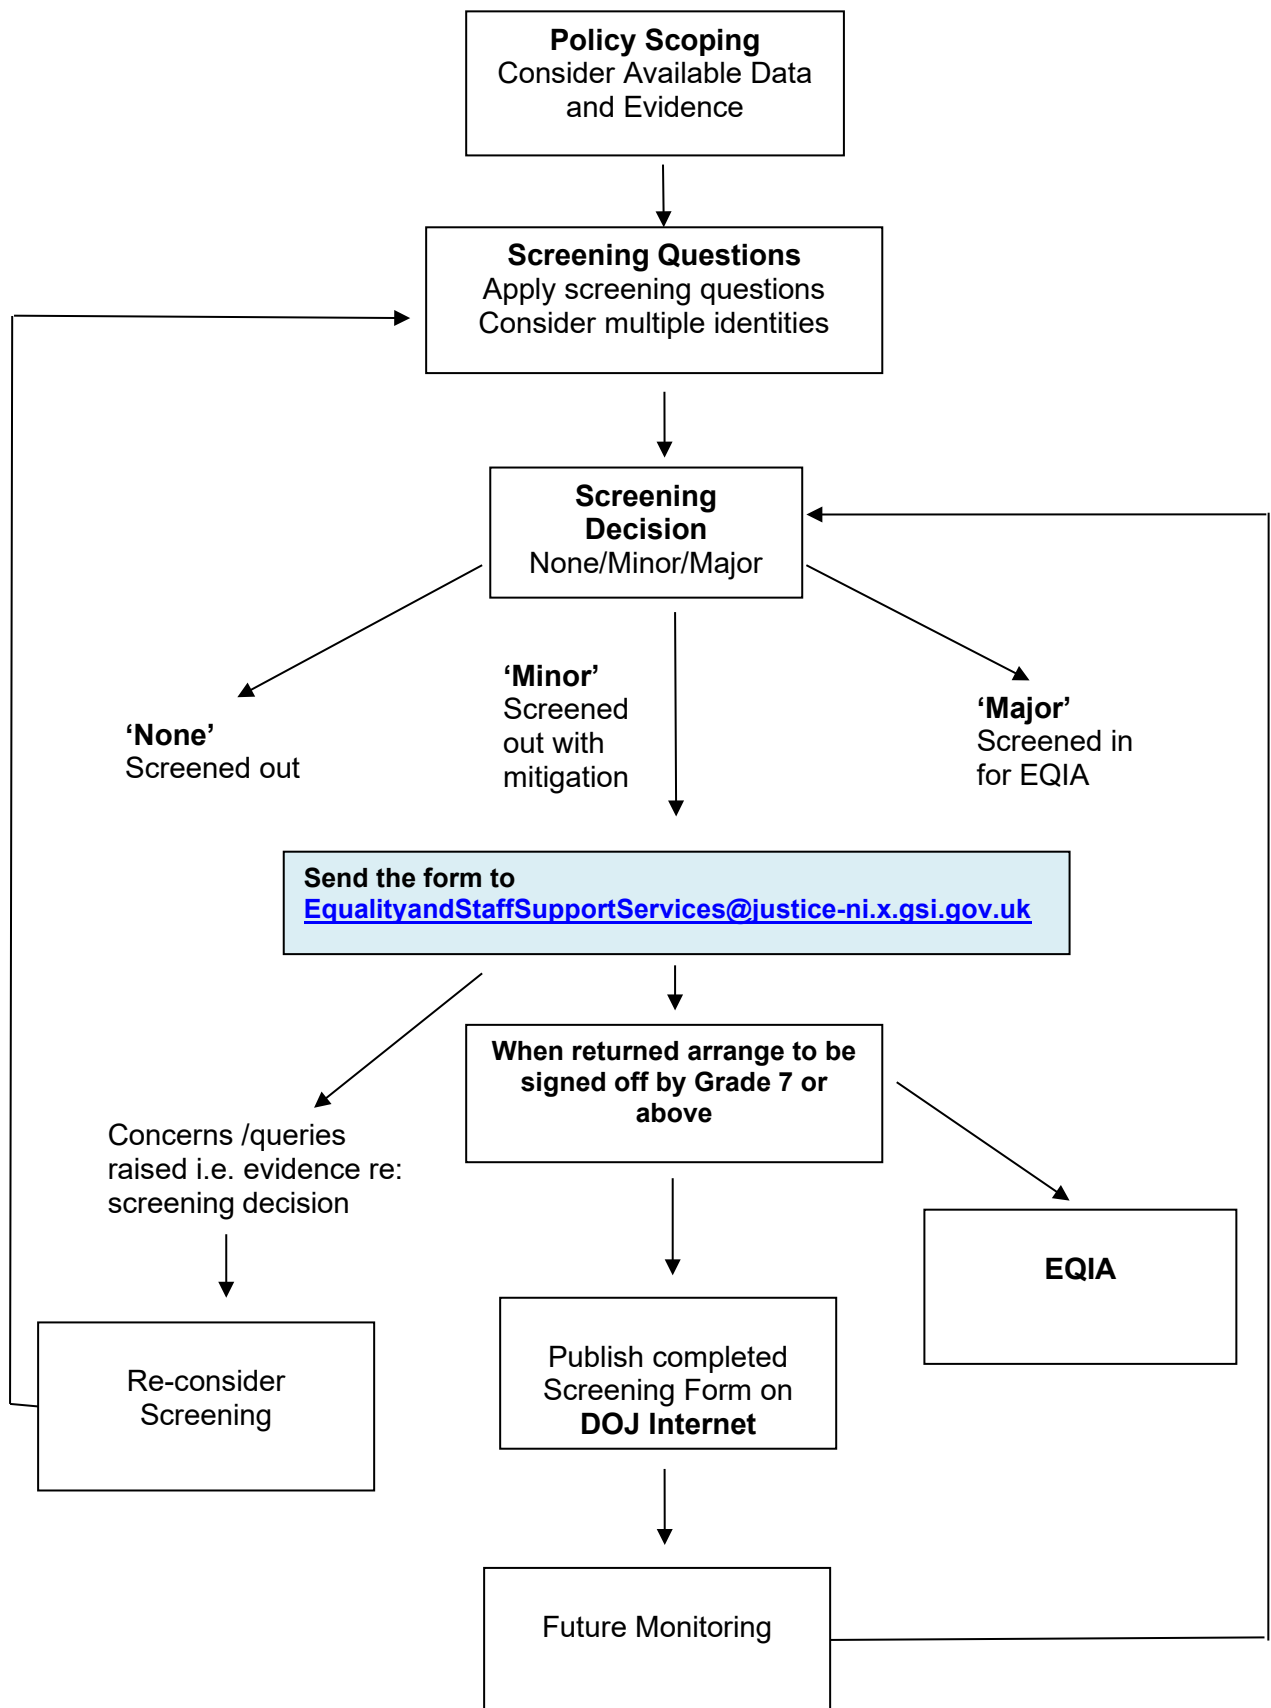 Policy Scoping
Consider Available Data
and Evidence
Screening Questions
Apply screening questions
Consider multiple identities
Screening
Decision
None/Minor/Major
‘None’
Screened out
‘Minor’
Screened
out with
mitigation
‘Major’
Screened in
for EQIA
Send the form to
EqualityandStaffSupportServices@justice-ni.x.gsi.gov.uk
When returned arrange to be
signed off by Grade 7 or
above
Concerns /queries
raised i.e. evidence re:
screening decision
EQIA
Re-consider
Screening
Publish completed
Screening Form on
DOJ Internet
Future Monitoring